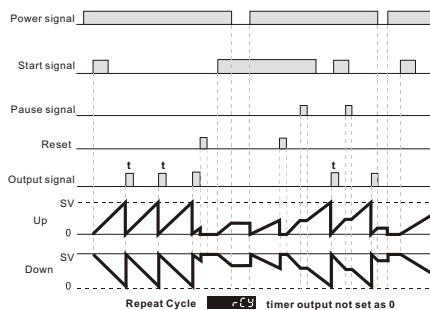 Power signal
Start signal
Pause signal
Reset
t t t
Output signal
SV
Up
0
SV
Down
0
Repeat Cycle rCY timer output not set as 0